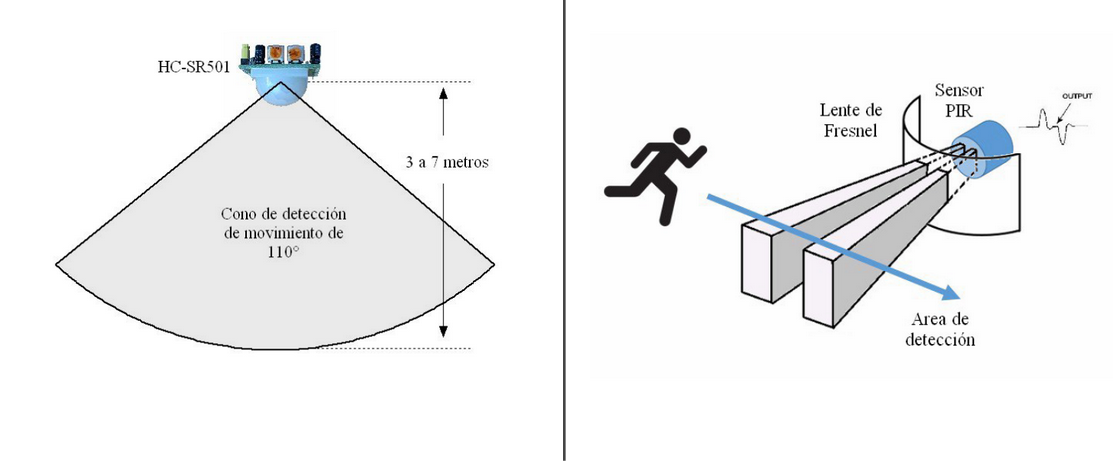 HC-SR501
3 a 7 metros
Cono de detección
de movimiento de
110°
Lente de
Fresnel
Sensor
PIR
OUTPUT
Area de
detección